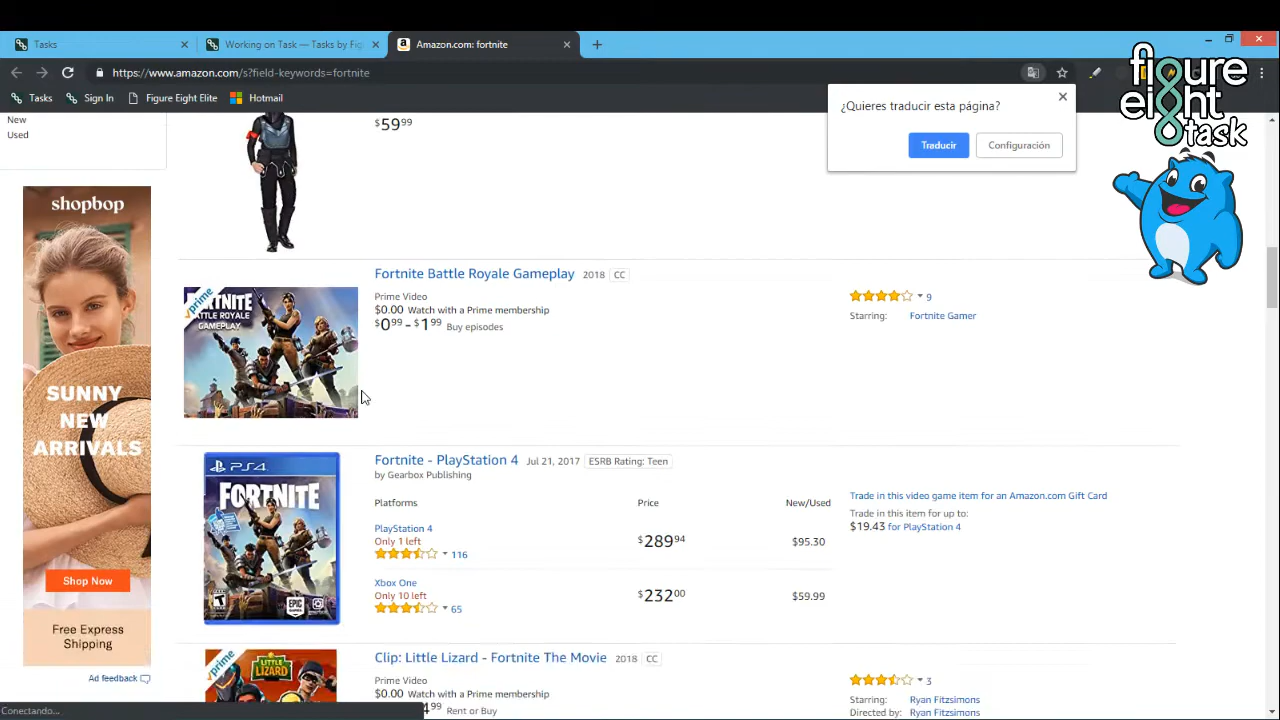 Tasks
Working on Task — Tasks by Fig
Amazon.com: fortnite
https://www.amazon.com/s?field-keywords=fortnite
Tasks
Sign In
Figure Eight Elite
Hotmail
figure
eight
task
¿Quieres traducir esta página?
Traducir
Configuración
New
Used
$59.99
shopbop
SUNNY
NEW
ARRIVALS
Shop Now
Free Express
Shipping
Ad feedback
prime
FORTNITE
BATTLE ROYALE
GAMEPLAY
Fortnite Battle Royale Gameplay 2018 CC
Prime Video
$0.00 Watch with a Prime membership
$0.99 - $1.99 Buy episodes
9
Starring: Fortnite Gamer
PS4
FORTNITE
EPIC
GAMES
Fortnite - PlayStation 4 Jul 21, 2017 ESRB Rating: Teen
by Gearbox Publishing
Platforms Price New/Used
PlayStation 4
Only 1 left
$289.94 $95.30
116
Xbox One
Only 10 left
$232.00 $59.99
65
Trade in this video game item for an Amazon.com Gift Card
Trade in this item for up to:
$19.43 for PlayStation 4
prime
LITTLE
LIZARD
Clip: Little Lizard - Fortnite The Movie 2018 CC
Prime Video
$0.00 Watch with a Prime membership
Rent or Buy
3
Starring: Ryan Fitzsimons
Directed by: Ryan Fitzsimons
Conectando...